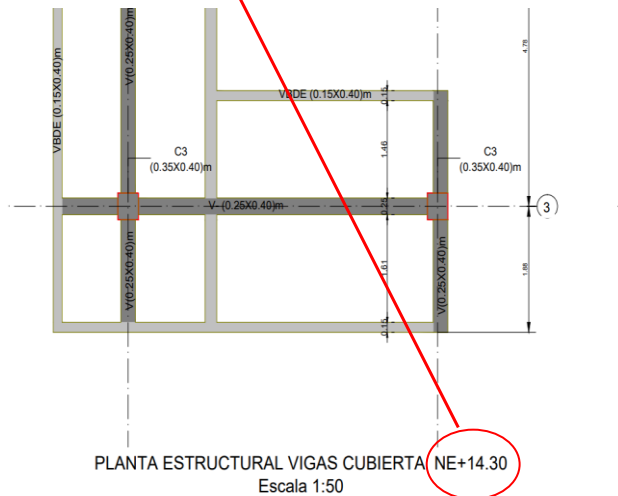 4.78
V(0.25X0.40)m
VBDE (0.15X0.40)m
VBDE (0.15X0.40)m
0.15
1.46
C3
(0.35X0.40)m
C3
(0.35X0.40)m
V-(0.25X0.40)m
0.25
3
V(0.25X0.40)m
1.61
V(0.25X0.40)m
1.88
0.15
PLANTA ESTRUCTURAL VIGAS CUBIERTA NE+14.30
Escala 1:50